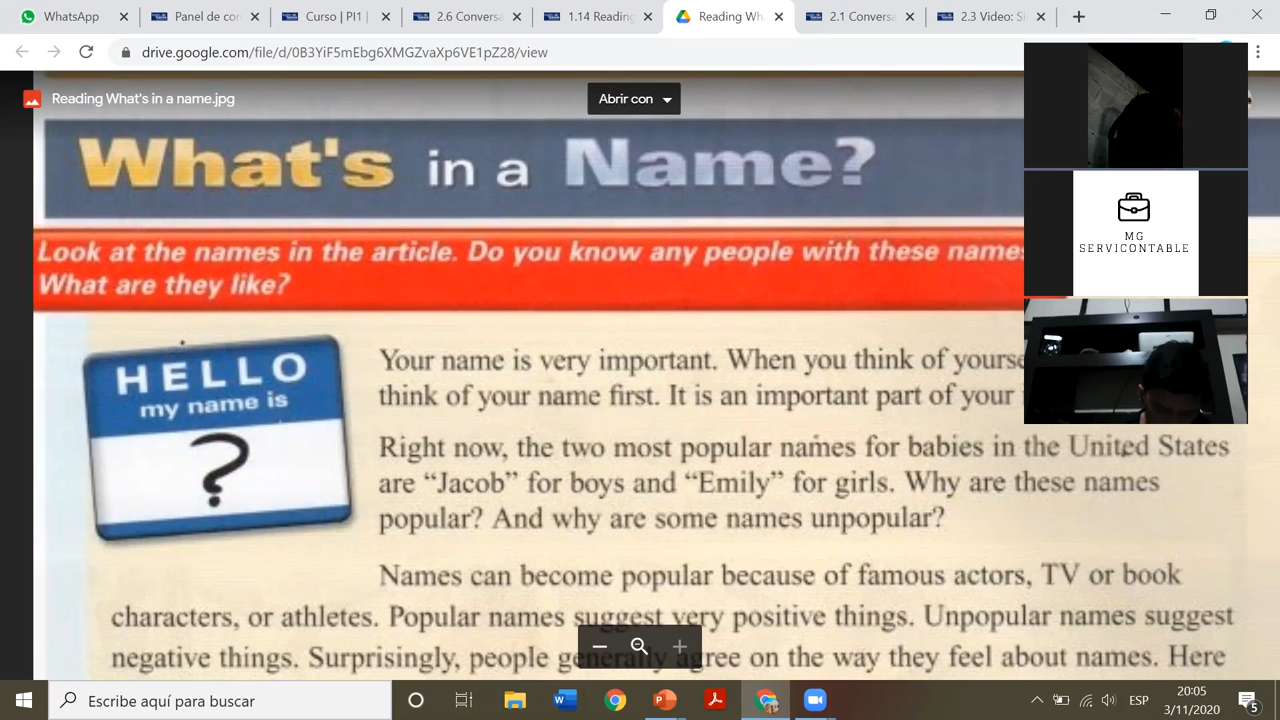 WhatsApp
Panel de co
Curso | PI1 |
2.6 Conversa
1.14 Reading
Reading Wh
2.1 Conversa
2.3 Video: S
drive.google.com/file/d/0B3YiF5mEbg6XMGZvaXp6VE1pZ28/view
Reading What's in a name.jpg
Abrir con
What's in a Name?
Look at the names in the article. Do you know any people with these names
What are they like?
HELLO
my name is
?
Your name is very important. When you think of yourse
think of your name first. It is an important part of your
Right now, the two most popular names for babies in the United States
are “Jacob” for boys and “Emily” for girls. Why are these names
popular? And why are some names unpopular?
Names can become popular because of famous actors, TV or book
characters, or athletes. Popular names suggest very positive things. Unpopular names suggest
negative things. Surprisingly, people generally agree on the way they feel about names. Here
MG
SERVICONTABLE
Escribe aquí para buscar
ESP
20:05
3/11/2020
5